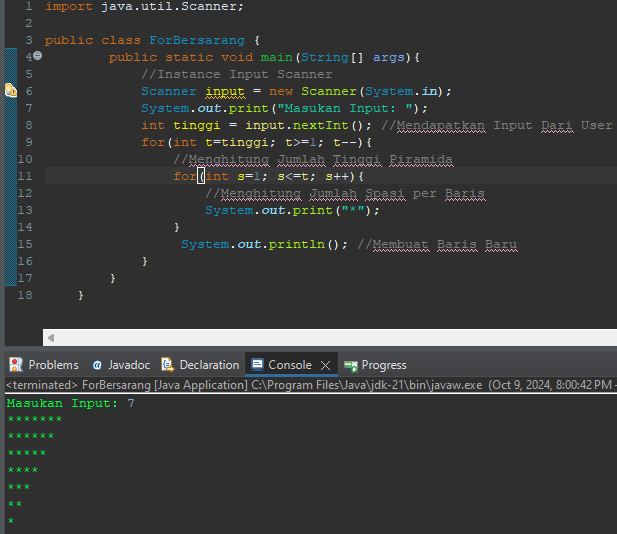 1 import java.util.Scanner;
2
3 public class ForBersarang {
4 public static void main(String[] args){
5 //Instance Input Scanner
6 Scanner input = new Scanner(System.in);
7 System.out.print("Masukan Input: ");
8 int tinggi = input.nextInt(); //Mendapatkan Input Dari User
9 for(int t=tinggi; t>=1; t--){
10 //Menghitung Jumlah Tinggi Piramida
11 for(int s=1; s<=t; s++){
12 //Menghitung Jumlah Spasi per Baris
13 System.out.print("*");
14 }
15 System.out.println(); //Membuat Baris Baru
16 }
17 }
18 }
Problems @ Javadoc Declaration Console Progress
<terminated> ForBersarang [Java Application] C:\Program Files\Java\jdk-21\bin\javaw.exe (Oct 9, 2024, 8:00:42 PM –
Masukan Input: 7
*******
******
*****
****
***
**
*